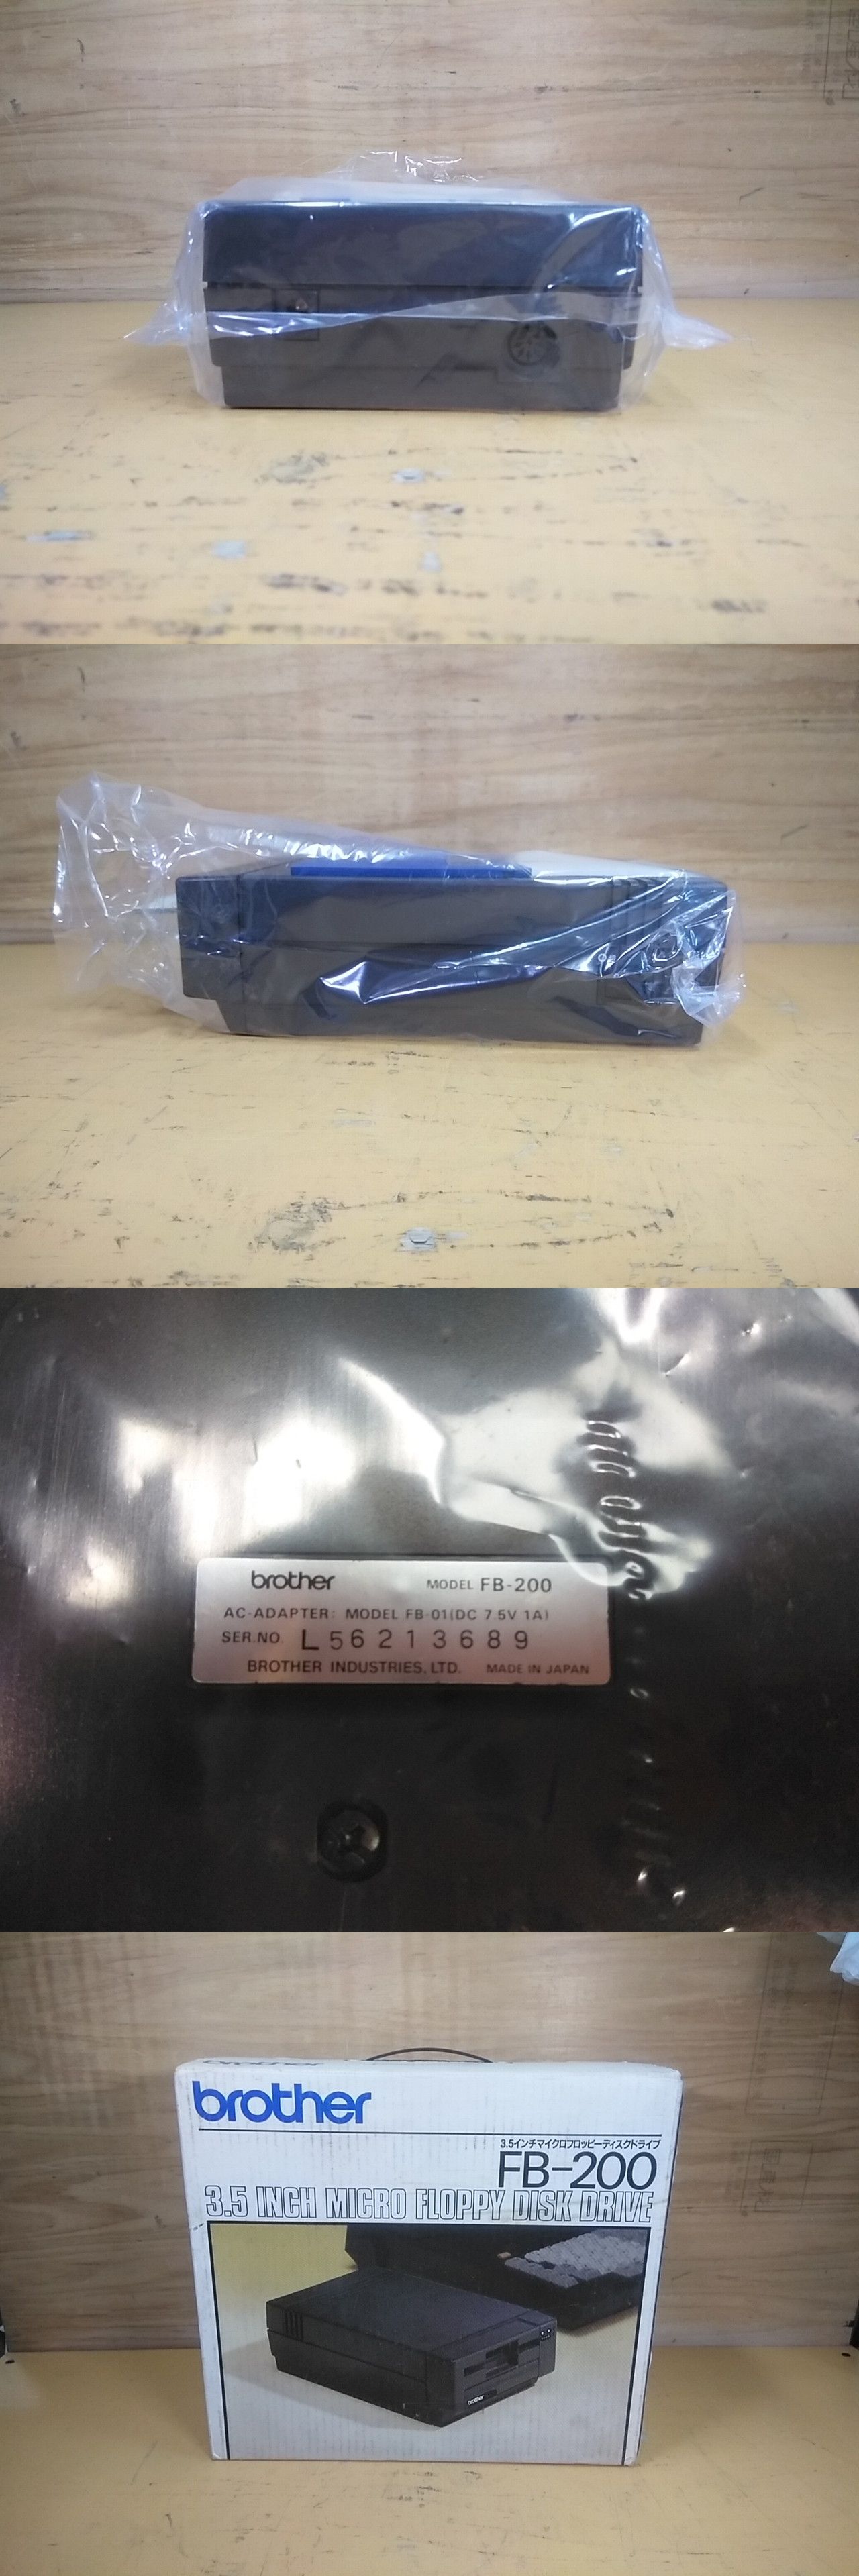 brother MODEL FB-200
AC-ADAPTER: MODEL FB-01(DC 7.5V 1A)
SER.NO. L56213689
BROTHER INDUSTRIES, LTD. MADE IN JAPAN
brother
brother
3.5インチマイクロフロッピーディスクドライブ
FB-200
3.5 INCH MICRO FLOPPY DISK DRIVE
brother